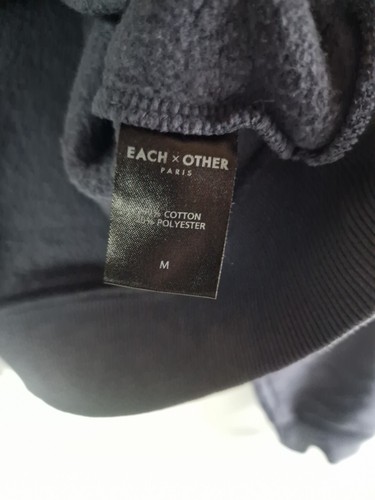 EACH × OTHER
PARIS
% COTTON
% POLYESTER
M